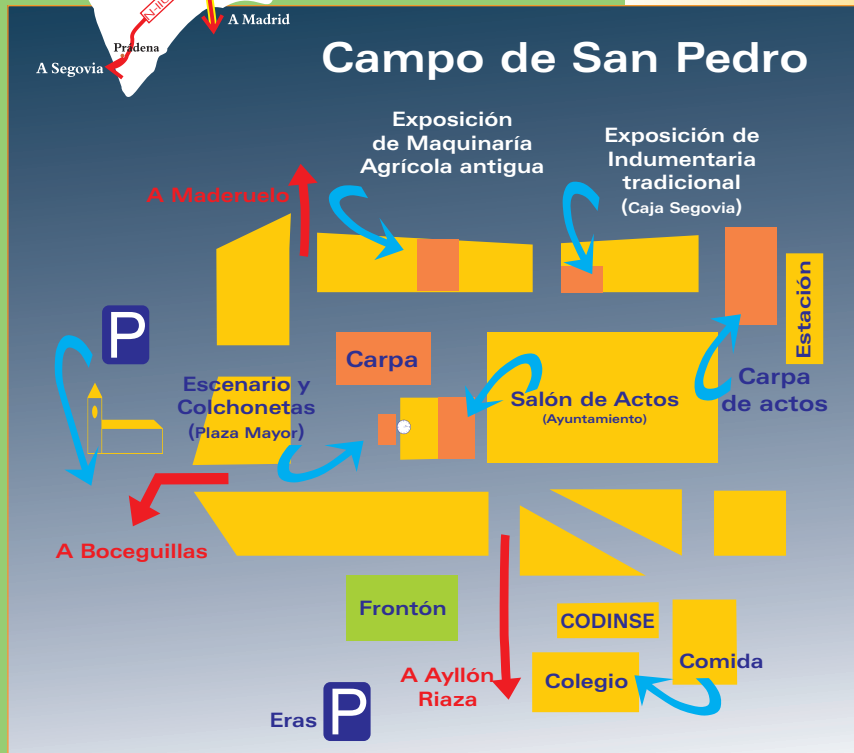 N-110
A Madrid
Prádena
A Segovia
Campo de San Pedro
Exposición
de Maquinaría
Agrícola antigua
Exposición de
Indumentaria
tradicional
(Caja Segovia)
A Maderuelo
P
Estación
Carpa
Escenario y
Colchonetas
(Plaza Mayor)
Salón de Actos
(Ayuntamiento)
Carpa
de actos
A Boceguillas
Frontón
CODINSE
Comida
A Ayllón
Riaza
Colegio
Eras P